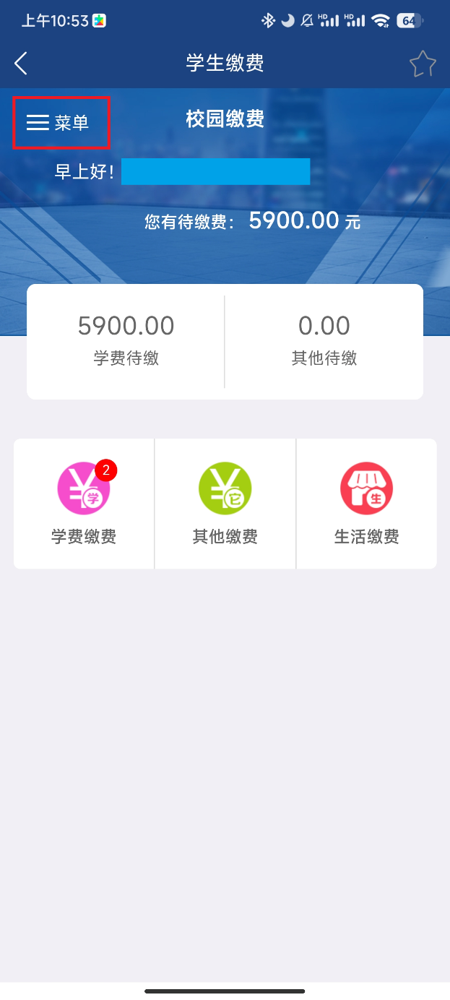 上午10:53 HD HD 64
学生缴费
菜单 校园缴费
早上好！
您有待缴费： 5900.00 元
5900.00 0.00
学费待缴 其他待缴
2
学 它 生
学费缴费 其他缴费 生活缴费